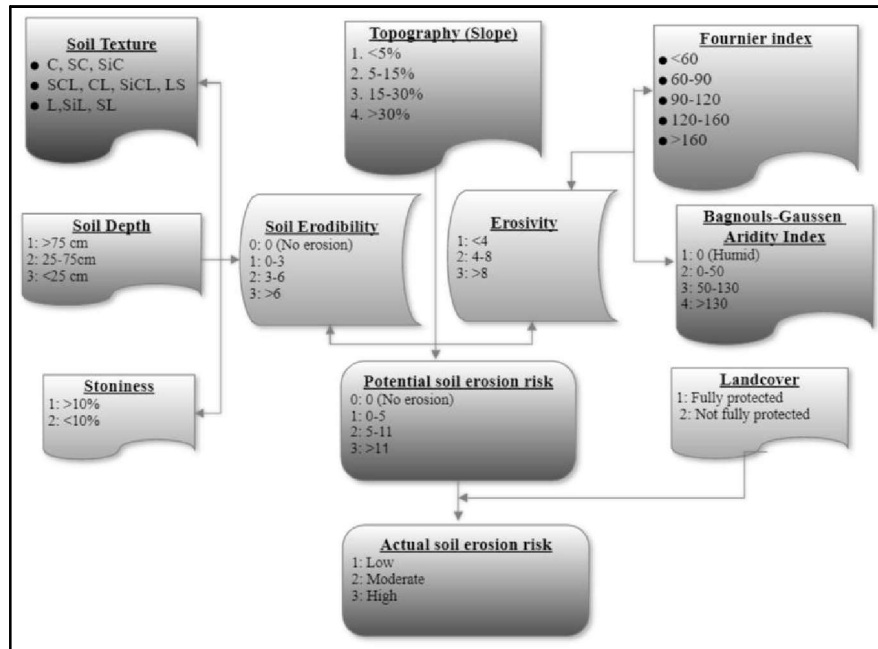 Soil Texture
● C, SC, SiC
● SCL, CL, SiCL, LS
● L,SiL, SL
Topography (Slope)
1. <5%
2. 5-15%
3. 15-30%
4. >30%
Fournier index
●<60
●60-90
●90-120
●120-160
●>160
Soil Depth
1: >75 cm
2: 25-75cm
3: <25 cm
Soil Erodibility
0: 0 (No erosion)
1: 0-3
2: 3-6
3: >6
Erosivity
1: <4
2: 4-8
3: >8
Bagnouls-Gaussen
Aridity Index
1: 0 (Humid)
2: 0-50
3: 50-130
4: >130
Stoniness
1: >10%
2: <10%
Potential soil erosion risk
0: 0 (No erosion)
1: 0-5
2: 5-11
3: >11
Landcover
1: Fully protected
2: Not fully protected
Actual soil erosion risk
1: Low
2: Moderate
3: High